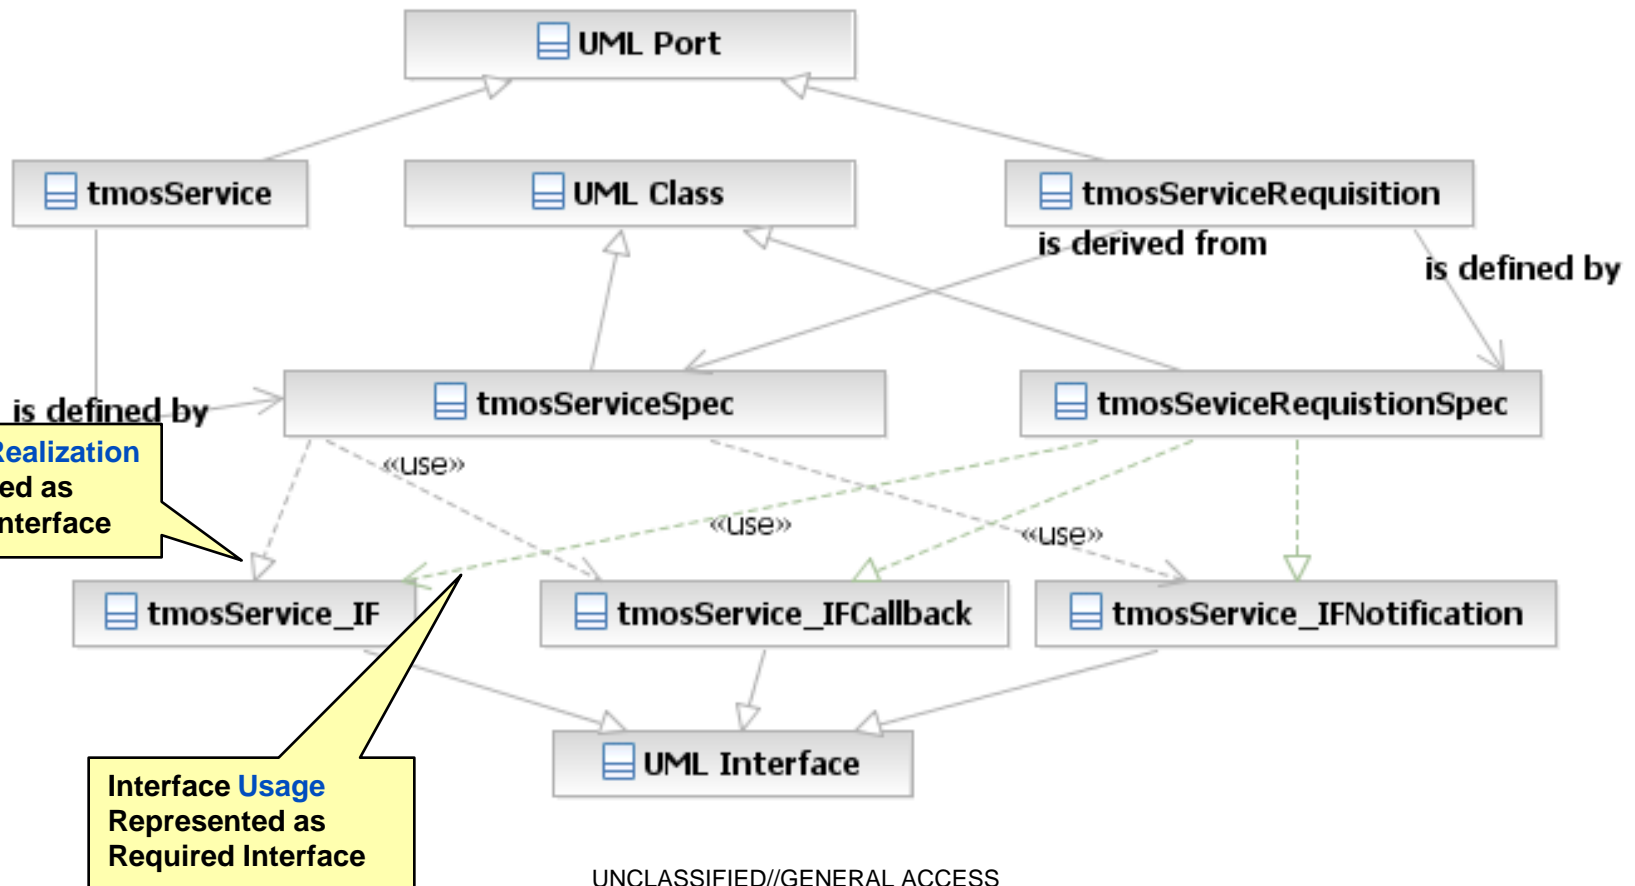 UML Port
tmosService
UML Class
tmosServiceRequisition
is derived from
is defined by
tmosServiceSpec
tmosSeviceRequistionSpec
is defined by
Realization
ed as
nterface
«use»
«use»
«use»
tmosService_IF
tmosService_IFCallback
tmosService_IFNotification
UML Interface
Interface Usage
Represented as
Required Interface
UNCLASSIFIED//GENERAL ACCESS